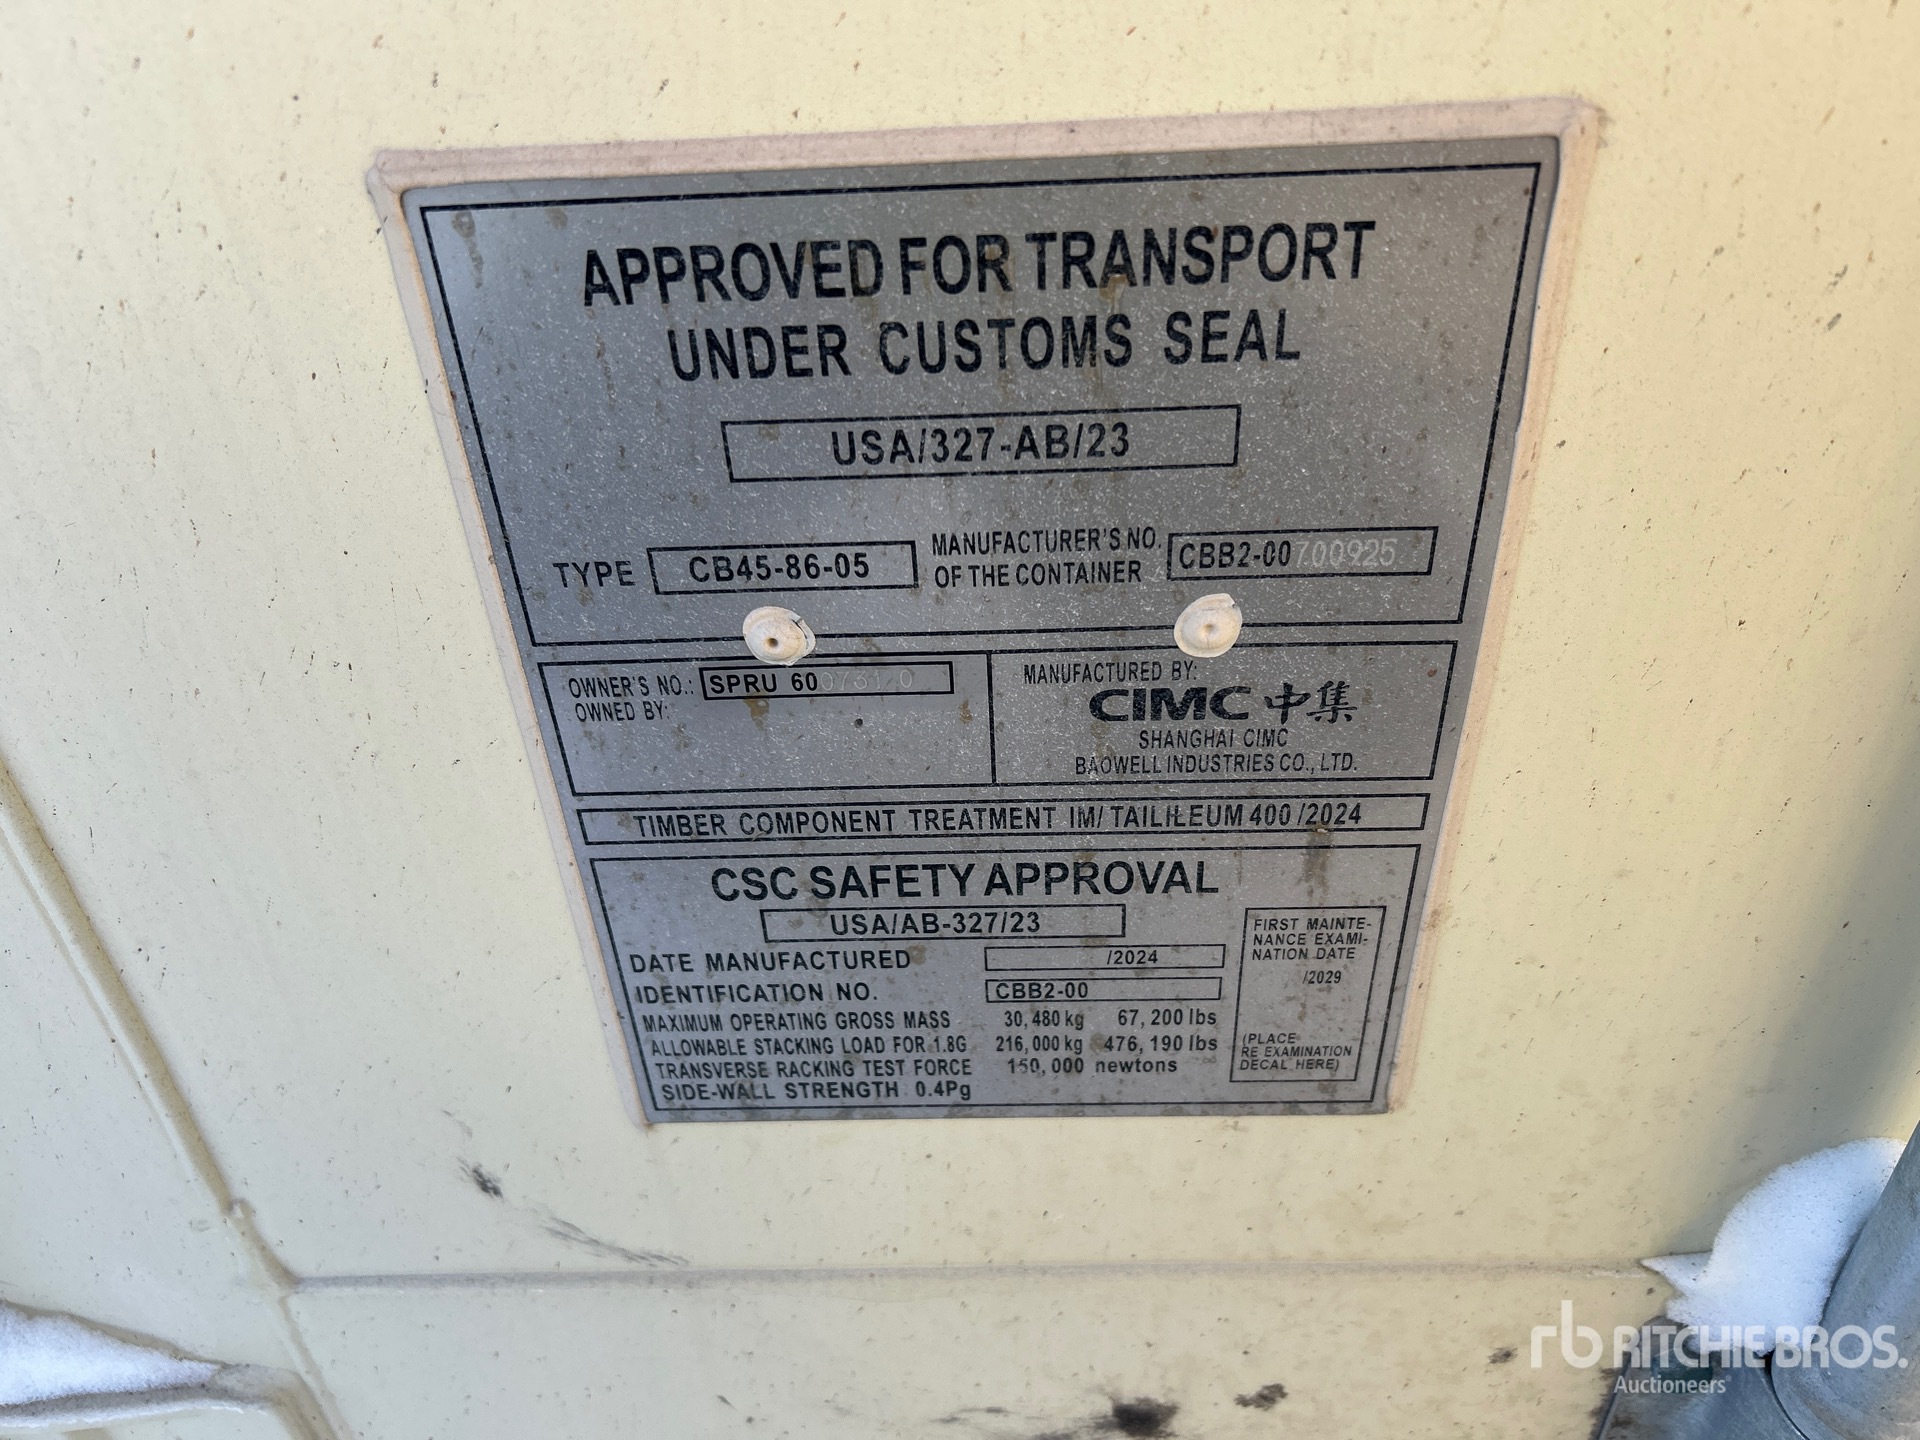 APPROVED FOR TRANSPORT
UNDER CUSTOMS SEAL
USA/327-AB/23
TYPE CB45-86-05 MANUFACTURER'S NO. OF THE CONTAINER CBB2-00700925
OWNER'S NO.: SPRU 60
OWNED BY:
MANUFACTURED BY:
CIMC 中集
SHANGHAI CIMC
BAOWELL INDUSTRIES CO., LTD.
TIMBER COMPONENT TREATMENT IM/ TAILILEUM 400 /2024
CSC SAFETY APPROVAL
USA/AB-327/23
DATE MANUFACTURED /2024
IDENTIFICATION NO. CBB2-00
MAXIMUM OPERATING GROSS MASS 30,480 kg 67,200 lbs
ALLOWABLE STACKING LOAD FOR 1.8G 216,000 kg 476,190 lbs
TRANSVERSE RACKING TEST FORCE 150,000 newtons
SIDE-WALL STRENGTH 0.4Pg
FIRST MAINTE-
NANCE EXAMI-
NATION DATE
/2029
(PLACE
RE EXAMINATION
DECAL HERE)
rb RITCHIE BROS.
Auctioneers